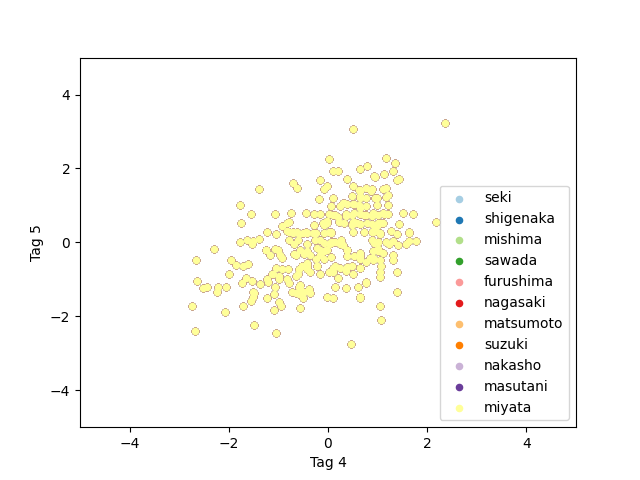 4
2
0
−2
−4
Tag 5
−4
−2
0
2
4
Tag 4
seki
shigenaka
mishima
sawada
furushima
nagasaki
matsumoto
suzuki
nakasho
masutani
miyata